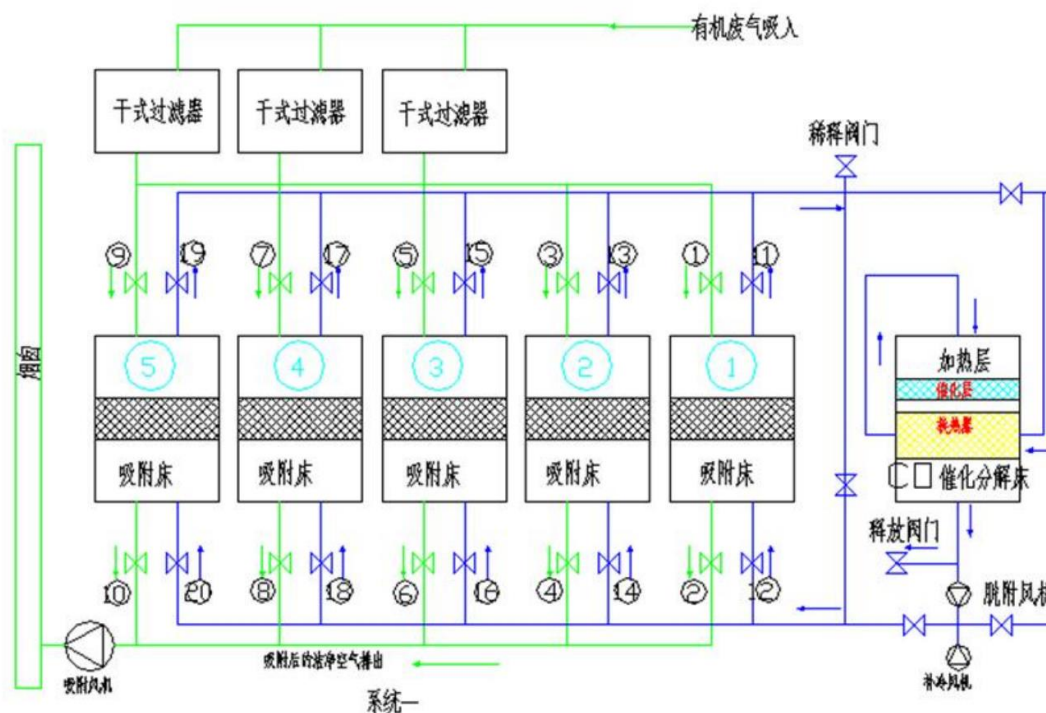 有机废气吸入
干式过滤器
干式过滤器
干式过滤器
稀释阀门
9
19
7
17
5
15
3
13
1
11
烟囱
5
4
3
2
1
加热层
催化层
换热器
吸附床
吸附床
吸附床
吸附床
吸附床
CO 催化分解床
释放阀门
10
20
8
18
6
16
4
14
2
12
脱附风机
吸附风机
吸附后的洁净空气排出
补冷风机
系统一